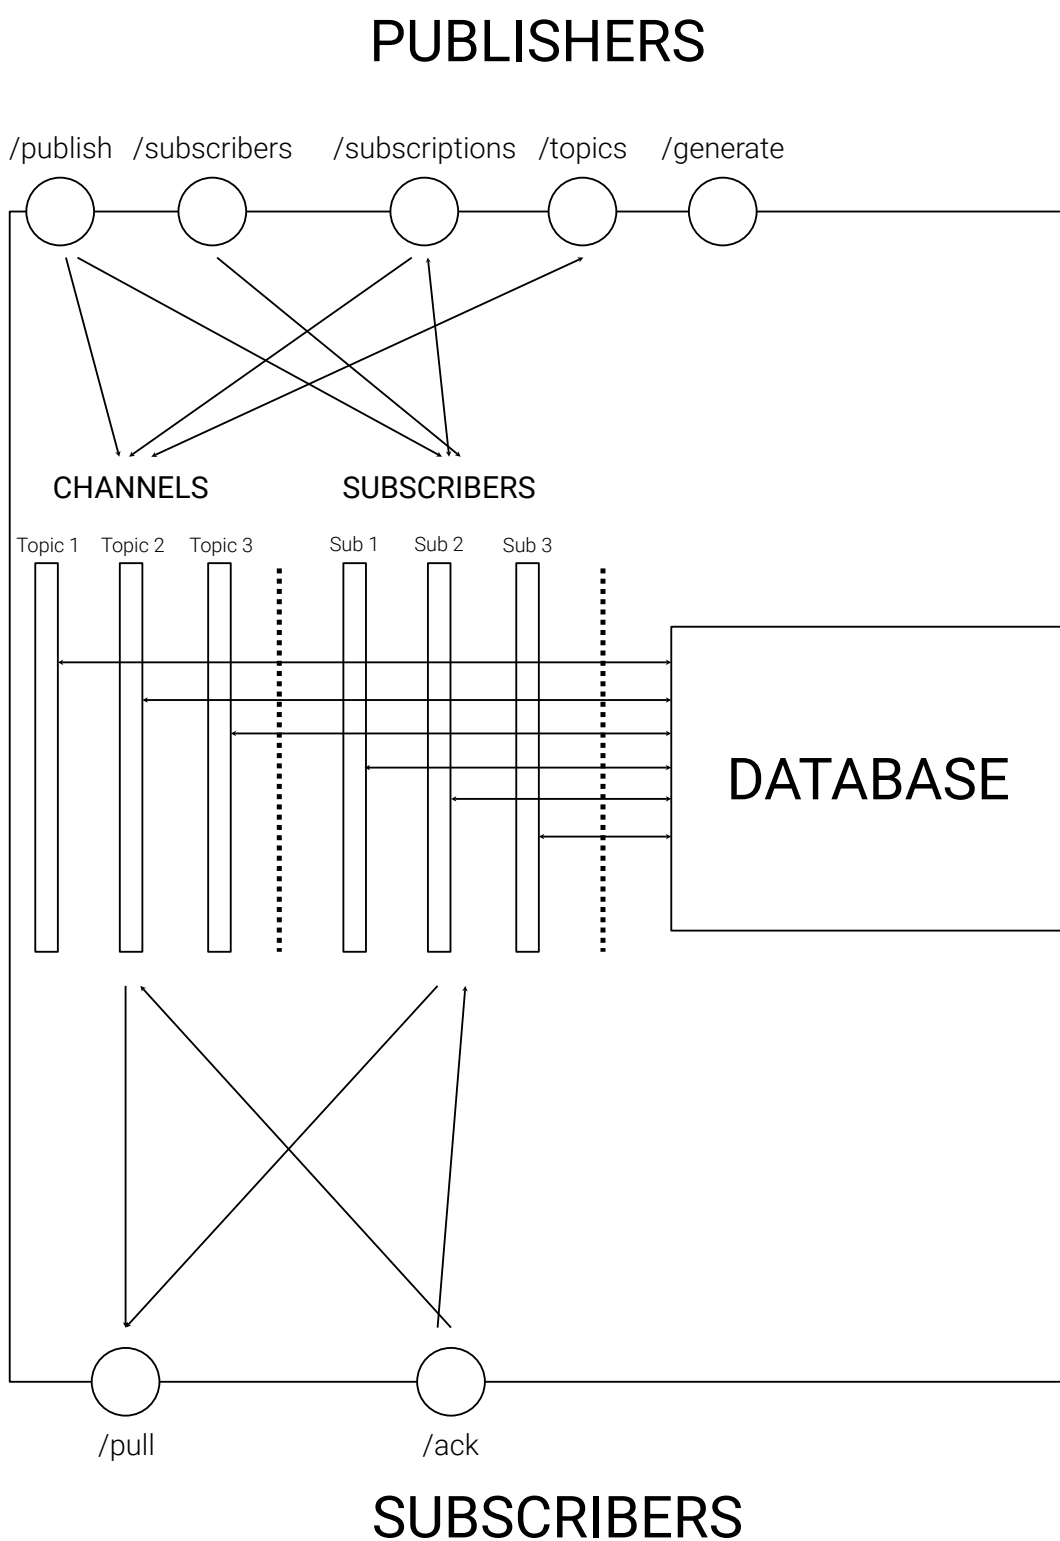 PUBLISHERS
/publish /subscribers /subscriptions /topics /generate
CHANNELS SUBSCRIBERS
Topic 1 Topic 2 Topic 3 Sub 1 Sub 2 Sub 3
DATABASE
/pull /ack
SUBSCRIBERS